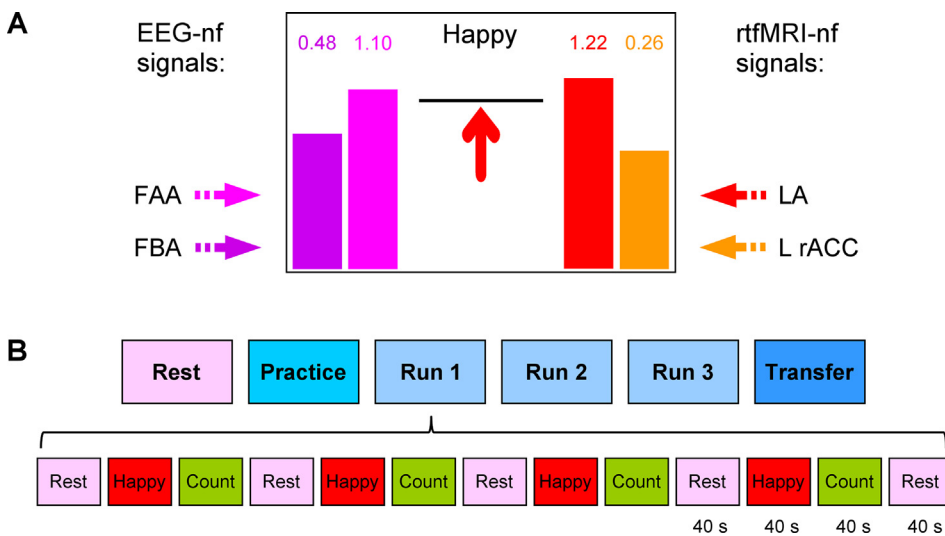 A
EEG-nf
signals:
0.48 1.10 Happy 1.22 0.26
rtfMRI-nf
signals:
FAA
LA
FBA
L rACC
B
Rest Practice Run 1 Run 2 Run 3 Transfer
Rest Happy Count Rest Happy Count Rest Happy Count Rest Happy Count Rest
40 s 40 s 40 s 40 s